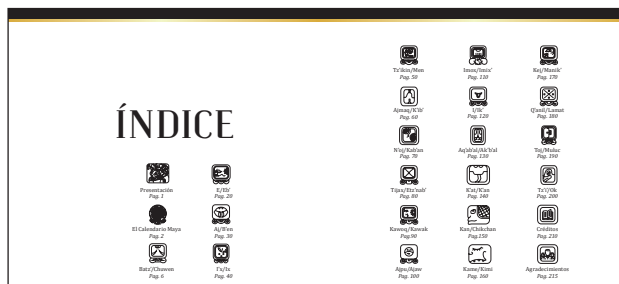 ÍNDICE
Presentación
Pag. 1
El Calendario Maya
Pag. 2
Batz'/Chuwen
Pag. 6
E/Eb'
Pag. 20
Aj/B'en
Pag. 30
I'x/Ix
Pag. 40
Tz'ikin/Men
Pag. 50
Ajmaq/K'ib'
Pag. 60
N'oj/Kab'an
Pag. 70
Tijax/Etz'nab'
Pag. 80
Kawoq/Kawak
Pag.90
Ajpu/Ajaw
Pag. 100
Imox/Imix'
Pag. 110
I/Ik'
Pag. 120
Aq'ab'al/Ak'b'al
Pag. 130
K'at/K'an
Pag. 140
Kan/Chikchan
Pag.150
Kame/Kimi
Pag. 160
Kej/Manik'
Pag. 170
Q'anil/Lamat
Pag. 180
Toj/Muluc
Pag. 190
Tz'i'/Ok
Pag. 200
Créditos
Pag. 210
Agradecimientos
Pag. 215